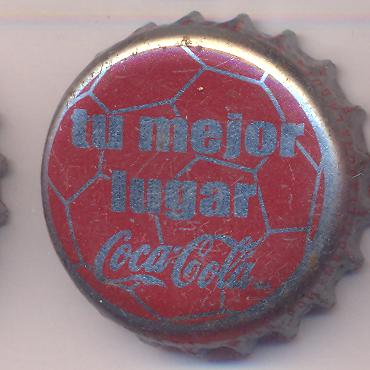 tu mejor
lugar
Coca-Cola